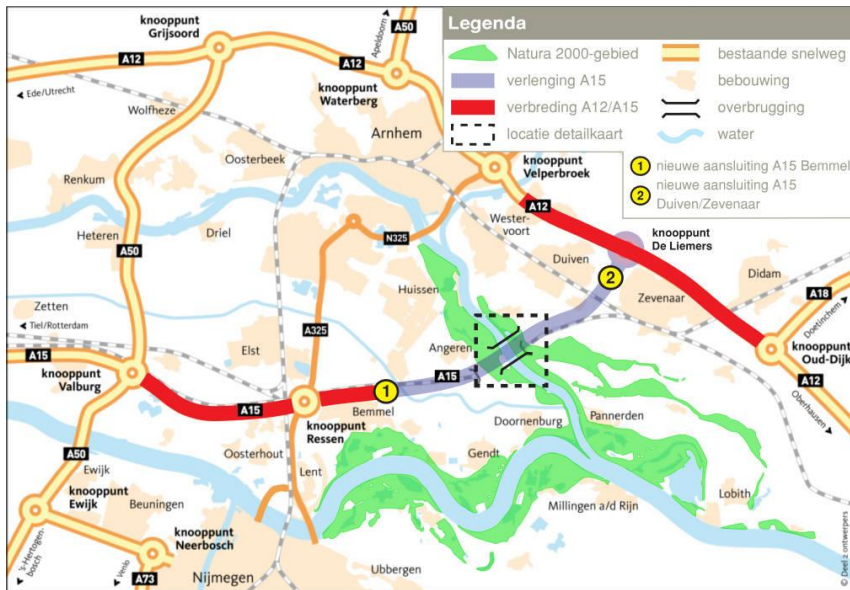 Legenda
Natura 2000-gebied
verlenging A15
verbreding A12/A15
locatie detailkaart
bestaande snelweg
bebouwing
overbrugging
water
1 nieuwe aansluiting A15 Bemmel
2 nieuwe aansluiting A15
Duiven/Zevenaar
knooppunt
Grijsoord
A12
A12
Apeldoorn
A50
knooppunt
Waterberg
Ede/Utrecht
Wolfheze
Arnhem
Oosterbeek
Renkum
knooppunt
Velperbroek
A12
Wester-
voort
knooppunt
De Liemers
Heteren
A50
Driel
N325
Duiven
2
Zevenaar
Didam
Huissen
A18
Doetinchem
Zetten
Tiel/Rotterdam
A15
Elst
A325
Angeren
knooppunt
Oud-Dijk
A12
Oberhausen
knooppunt
Valburg
A15
A15
1
Bemmel
knooppunt
Ressen
Doornenburg
Pannerden
Oosterhout
Lent
Gendt
A50
Ewijk
knooppunt
Ewijk
Beuningen
Millingen a/d Rijn
Lobith
knooppunt
Neerbosch
's-Hertogen-
bosch
Venlo
A73
Nijmegen
Ubbergen
© Deel 2 ontwerpers